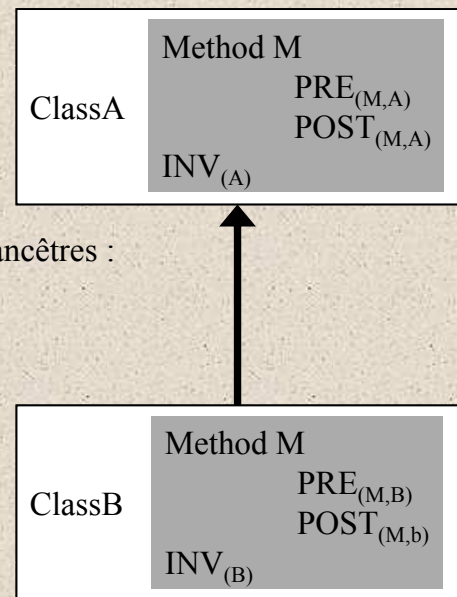 Method M
PRE(M,A)
ClassA
POST(M,A)
INV(A)
ancêtres :
Method M
PRE(M,B)
ClassB
POST(M,b)
INV(B)